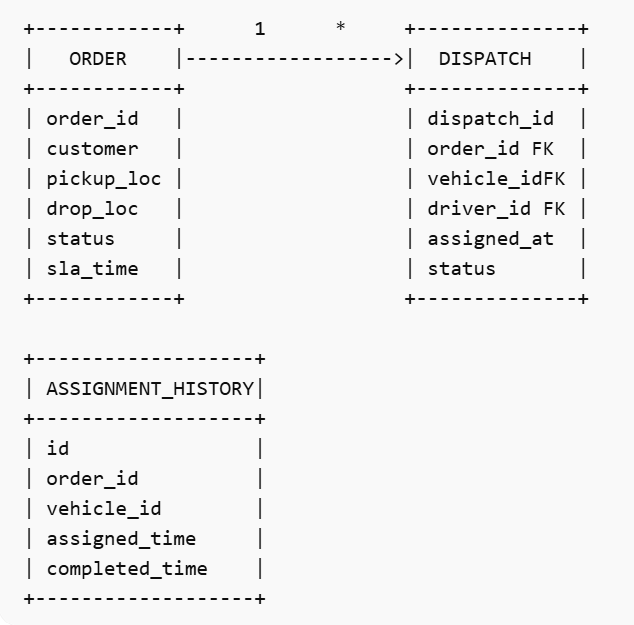 +------------+      1      *     +--------------+
|   ORDER    |------------------>|  DISPATCH    |
+------------+                   +--------------+
| order_id   |                   | dispatch_id  |
| customer   |                   | order_id FK  |
| pickup_loc |                   | vehicle_idFK |
| drop_loc   |                   | driver_id FK |
| status     |                   | assigned_at  |
| sla_time   |                   | status       |
+------------+                   +--------------+

+-------------------+
| ASSIGNMENT_HISTORY|
+-------------------+
| id                |
| order_id          |
| vehicle_id        |
| assigned_time     |
| completed_time    |
+-------------------+